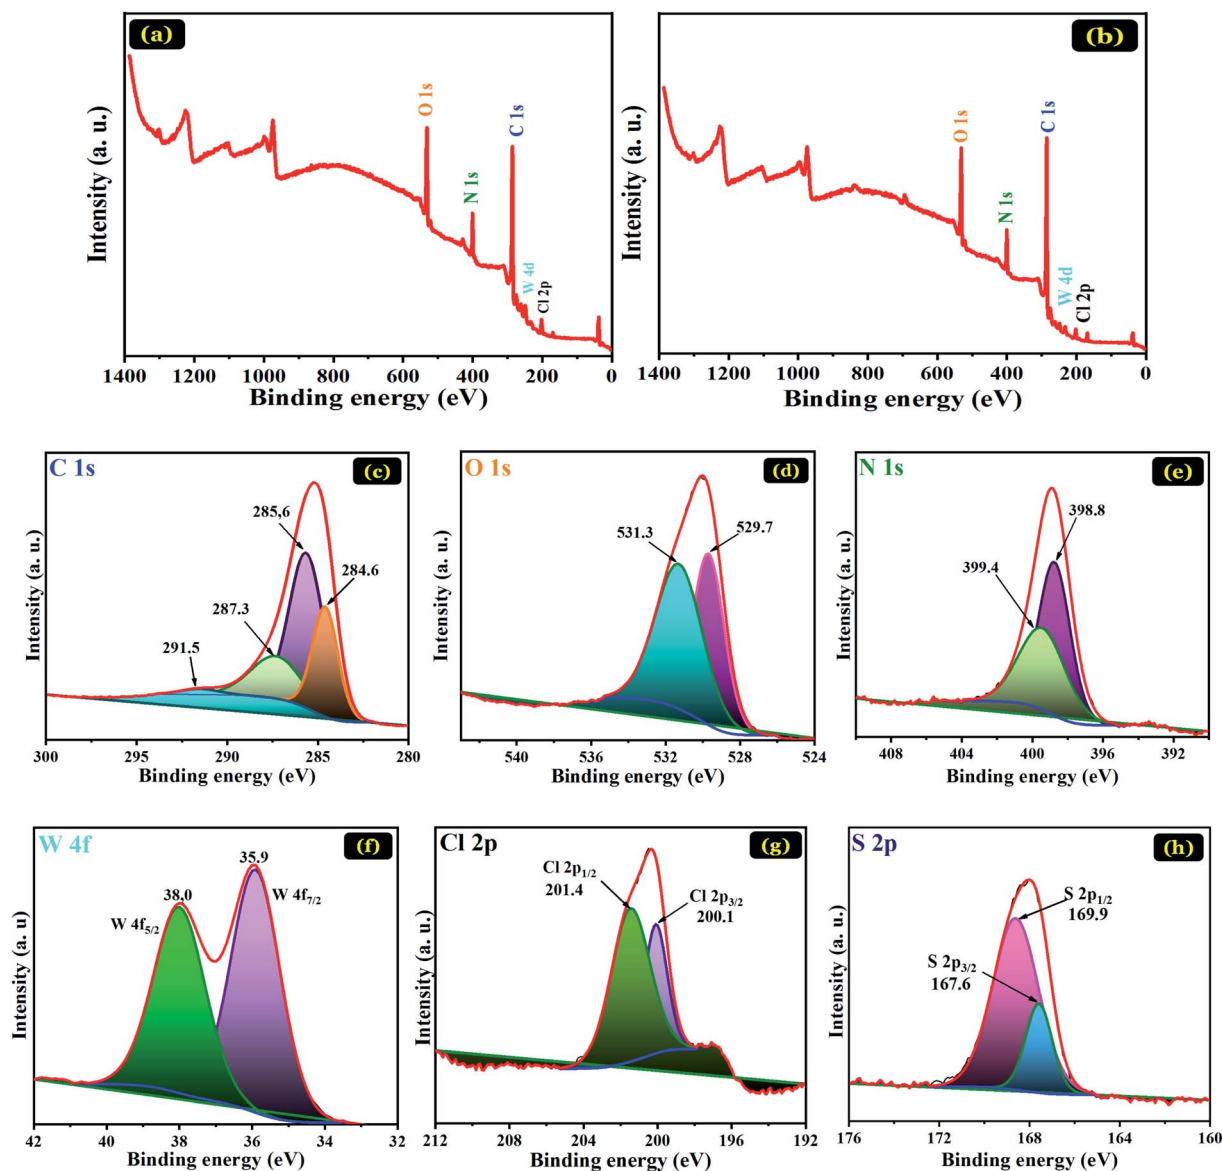 (a)
O 1s
N 1s
C 1s
W 4d
Cl 2p
Intensity (a. u.)
1400 1200 1000 800 600 400 200 0
Binding energy (eV)
(b)
O 1s
N 1s
C 1s
W 4d
Cl 2p
Intensity (a. u.)
1400 1200 1000 800 600 400 200 0
Binding energy (eV)
C 1s
(c)
285,6
284.6
287.3
291.5
Intensity (a. u.)
300 295 290 285 280
Binding energy (eV)
O 1s
(d)
531.3
529.7
Intensity (a. u.)
540 536 532 528 524
Binding energy (eV)
N 1s
(e)
398.8
399.4
Intensity (a. u.)
408 404 400 396 392
Binding energy (eV)
W 4f
(f)
35.9
38.0
W 4f7/2
W 4f5/2
Intensity (a. u)
42 40 38 37 35 34 32
Binding energy (eV)
Cl 2p
(g)
Cl 2p1/2
201.4
Cl 2p3/2
200.1
Intensity (a. u.)
212 208 204 200 196 192
Binding energy (eV)
S 2p
(h)
S 2p1/2
169.9
S 2p3/2
167.6
Intensity (a. u.)
176 172 168 164 160
Binding energy (eV)